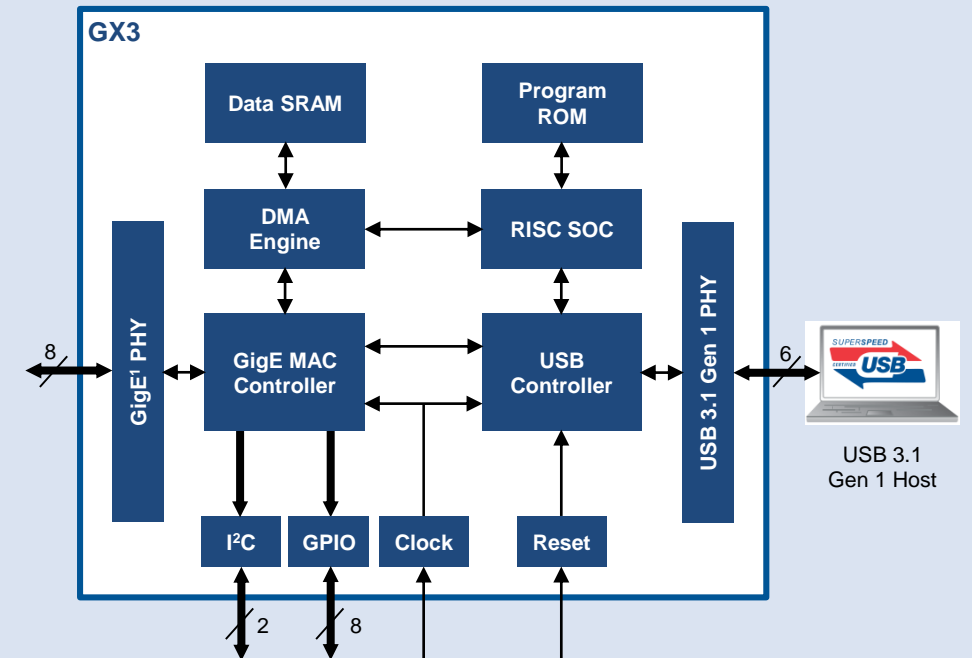 GX3
Data SRAM
Program
ROM
DMA
Engine
RISC SOC
GigE¹ PHY
GigE MAC
Controller
USB
Controller
USB 3.1 Gen 1 PHY
8
6
SUPERSPEED
CERTIFIED USB
USB 3.1
Gen 1 Host
I²C
GPIO
Clock
Reset
2
8